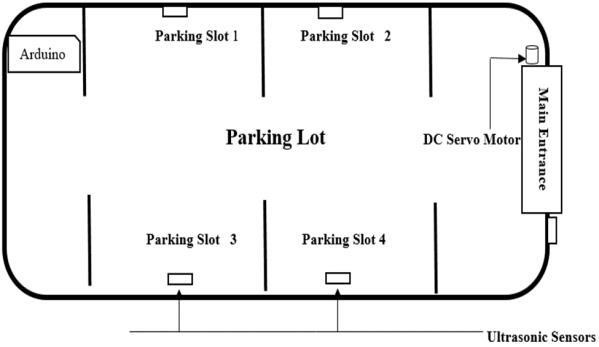 Parking Slot 1
Parking Slot 2
Arduino
Main Entrance
Parking Lot
DC Servo Motor
Parking Slot 3
Parking Slot 4
Ultrasonic Sensors